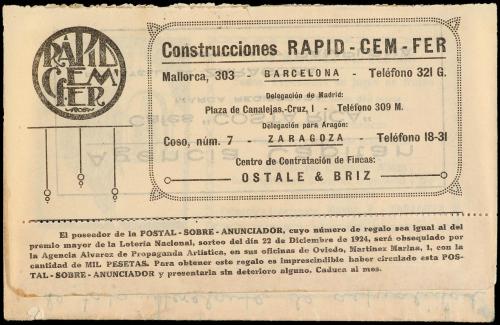 RÁPID
CEM
FER
Construcciones RAPID - CEM - FER
Mallorca, 303 - BARCELONA - Teléfono 321 G.
Delegación de Madrid:
Plaza de Canalejas.-Cruz, 1 - Teléfono 309 M.
Delegación para Aragón:
Coso, núm. 7 - ZARAGOZA - Teléfono 18-31
Centro de Contratación de Fincas:
OSTALE & BRIZ
El poseedor de la POSTAL - SOBRE - ANUNCIADOR, cuyo número de regalo sea igual al del
premio mayor de la Lotería Nacional, sorteo del día 22 de Diciembre de 1924, será obsequiado por
la Agencia Alvarez de Propaganda Artística, en sus oficinas de Oviedo, Martínez Marina, 1, con la
cantidad de MIL PESETAS. Para obtener este regalo es imprescindible haber circulado esta POS-
TAL - SOBRE - ANUNCIADOR y presentarla sin deterioro alguno. Caduca al mes.